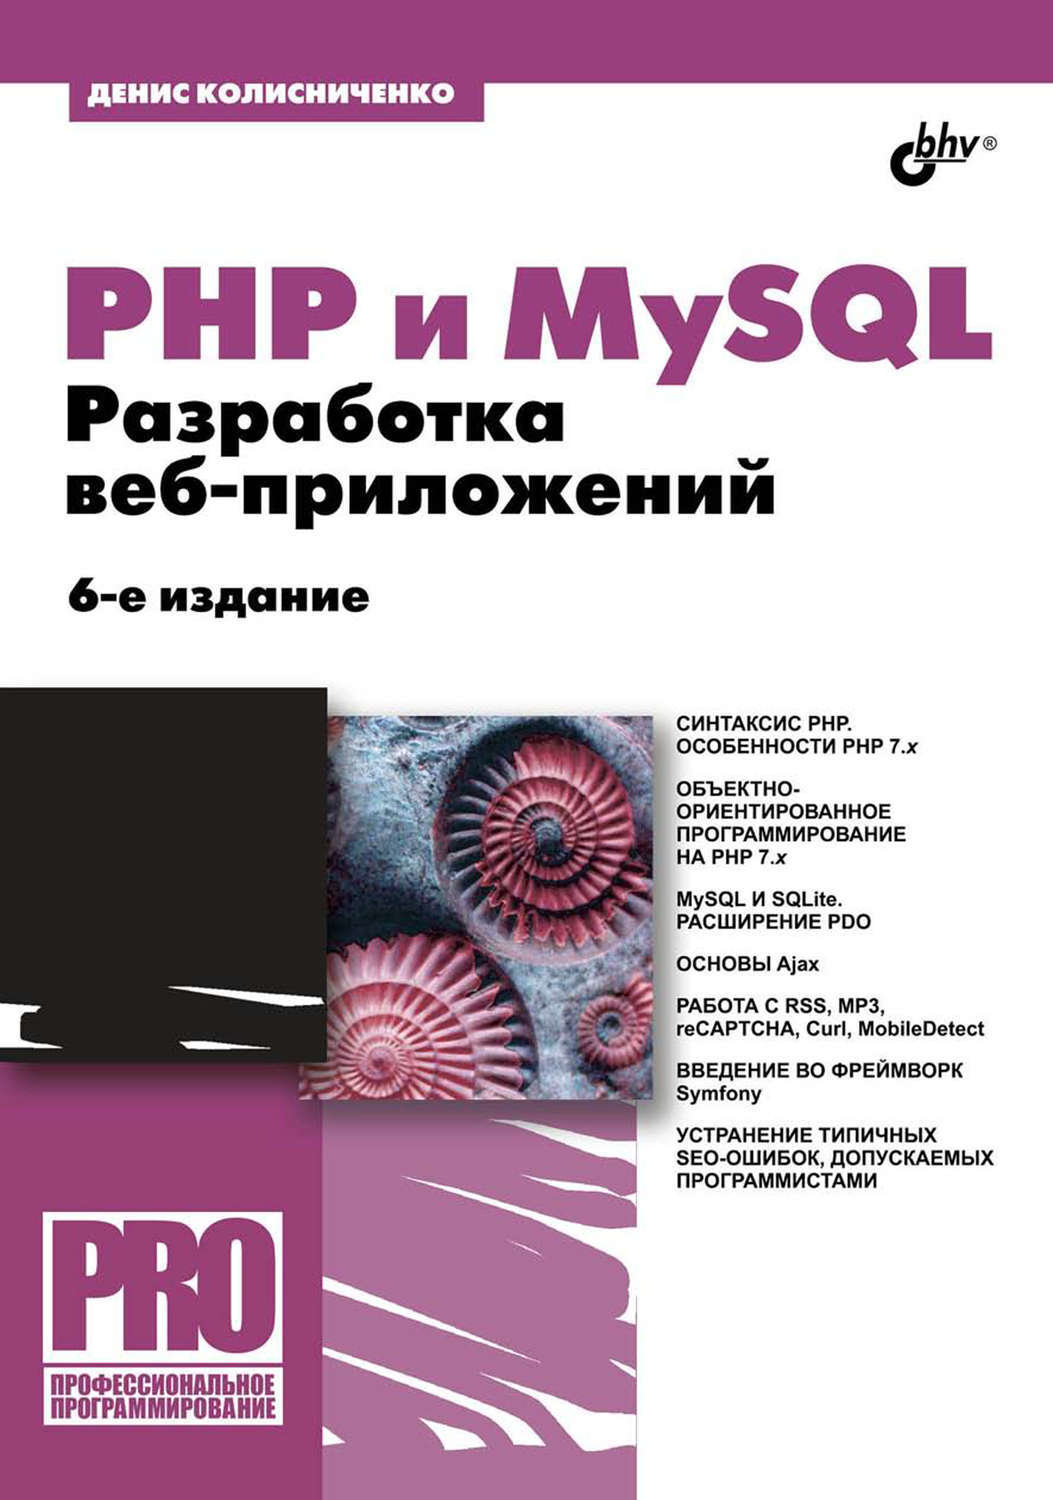 ДЕНИС КОЛИСНИЧЕНКО
bhv®
PHP и MySQL
Разработка
веб-приложений
6-е издание
СИНТАКСИС PHP.
ОСОБЕННОСТИ PHP 7.x
ОБЪЕКТНО-
ОРИЕНТИРОВАННОЕ
ПРОГРАММИРОВАНИЕ
НА PHP 7.x
MySQL И SQLite.
РАСШИРЕНИЕ PDO
ОСНОВЫ Ajax
РАБОТА С RSS, MP3,
reCAPTCHA, Curl, MobileDetect
ВВЕДЕНИЕ ВО ФРЕЙМВОРК
Symfony
УСТРАНЕНИЕ ТИПИЧНЫХ
SEO-ОШИБОК, ДОПУСКАЕМЫХ
ПРОГРАММИСТАМИ
PRO
ПРОФЕССИОНАЛЬНОЕ
ПРОГРАММИРОВАНИЕ